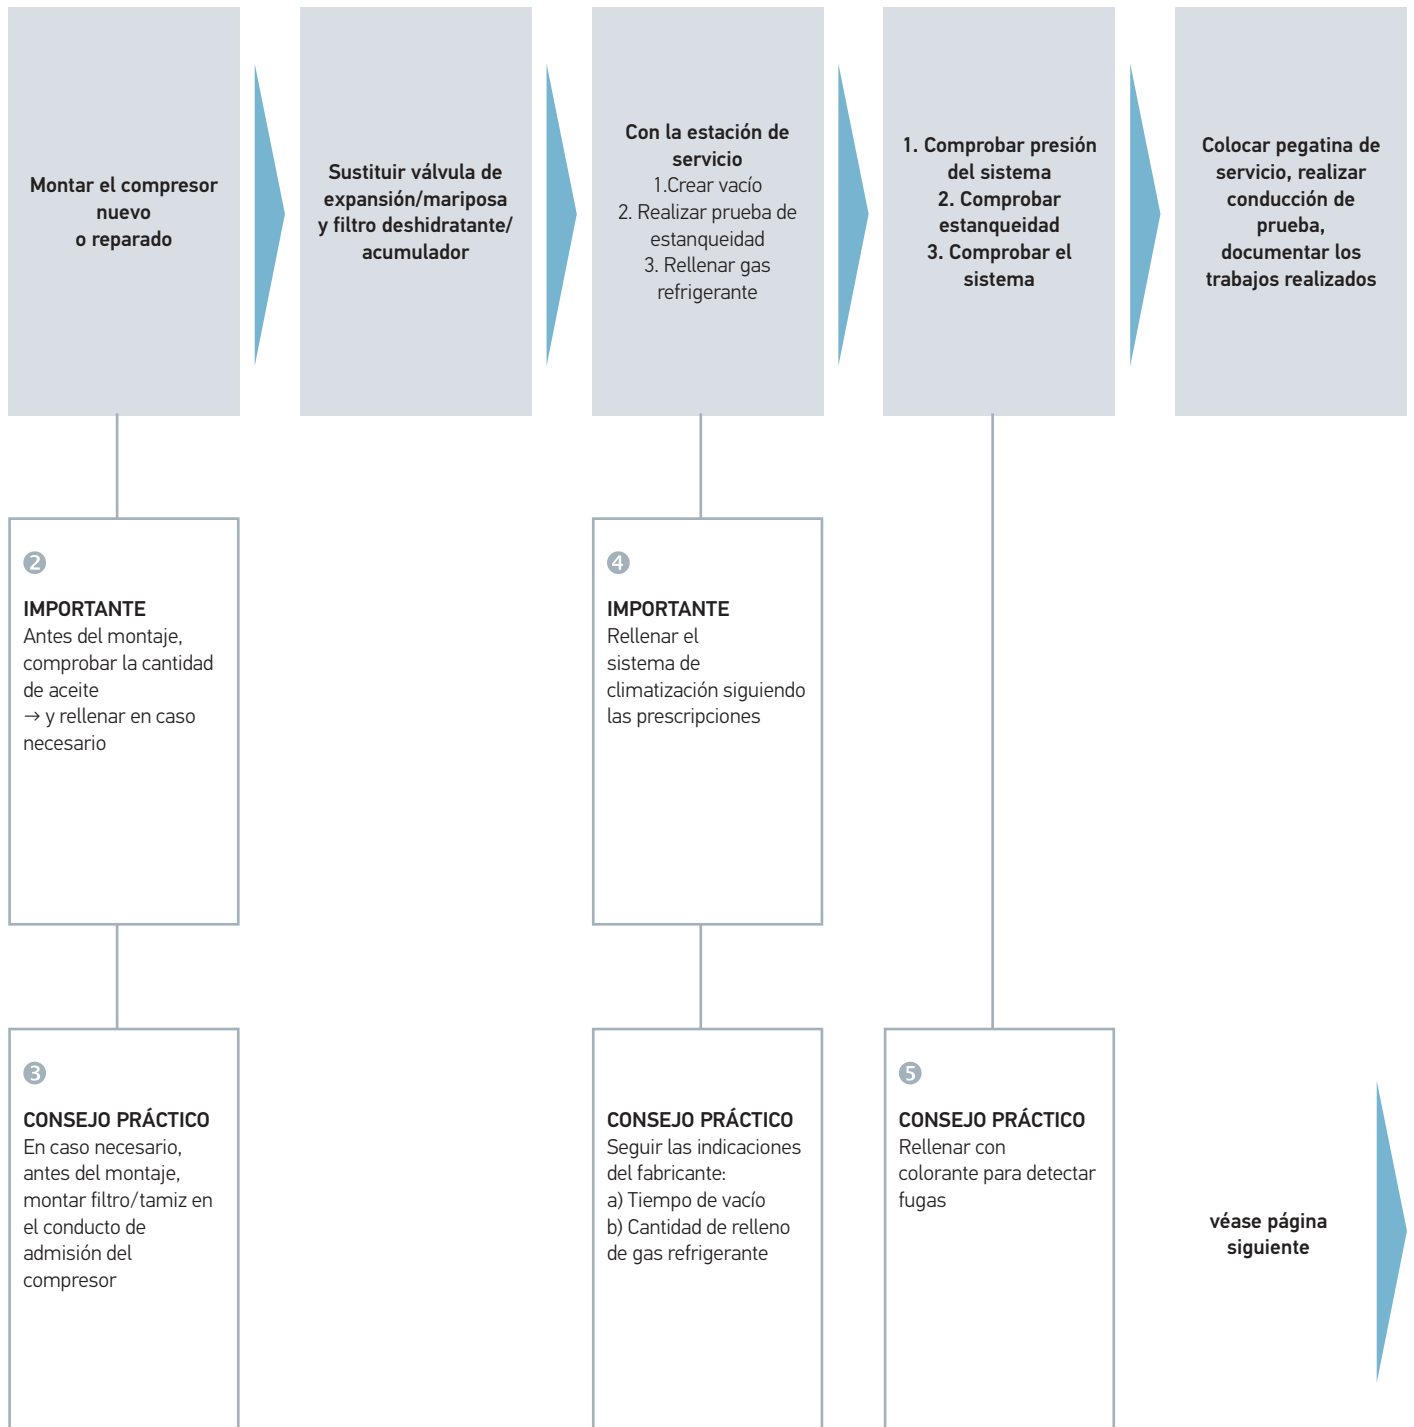 Montar el compresor
nuevo
o reparado
Sustituir válvula de
expansión/mariposa
y filtro deshidratante/
acumulador
Con la estación de
servicio
1.Crear vacío
2. Realizar prueba de
estanqueidad
3. Rellenar gas
refrigerante
1. Comprobar presión
del sistema
2. Comprobar
estanqueidad
3. Comprobar el
sistema
Colocar pegatina de
servicio, realizar
conducción de
prueba,
documentar los
trabajos realizados
2
IMPORTANTE
Antes del montaje,
comprobar la cantidad
de aceite
→ y rellenar en caso
necesario
4
IMPORTANTE
Rellenar el
sistema de
climatización siguiendo
las prescripciones
3
CONSEJO PRÁCTICO
En caso necesario,
antes del montaje,
montar filtro/tamiz en
el conducto de
admisión del
compresor
CONSEJO PRÁCTICO
Seguir las indicaciones
del fabricante:
a) Tiempo de vacío
b) Cantidad de relleno
de gas refrigerante
5
CONSEJO PRÁCTICO
Rellenar con
colorante para detectar
fugas
véase página
siguiente